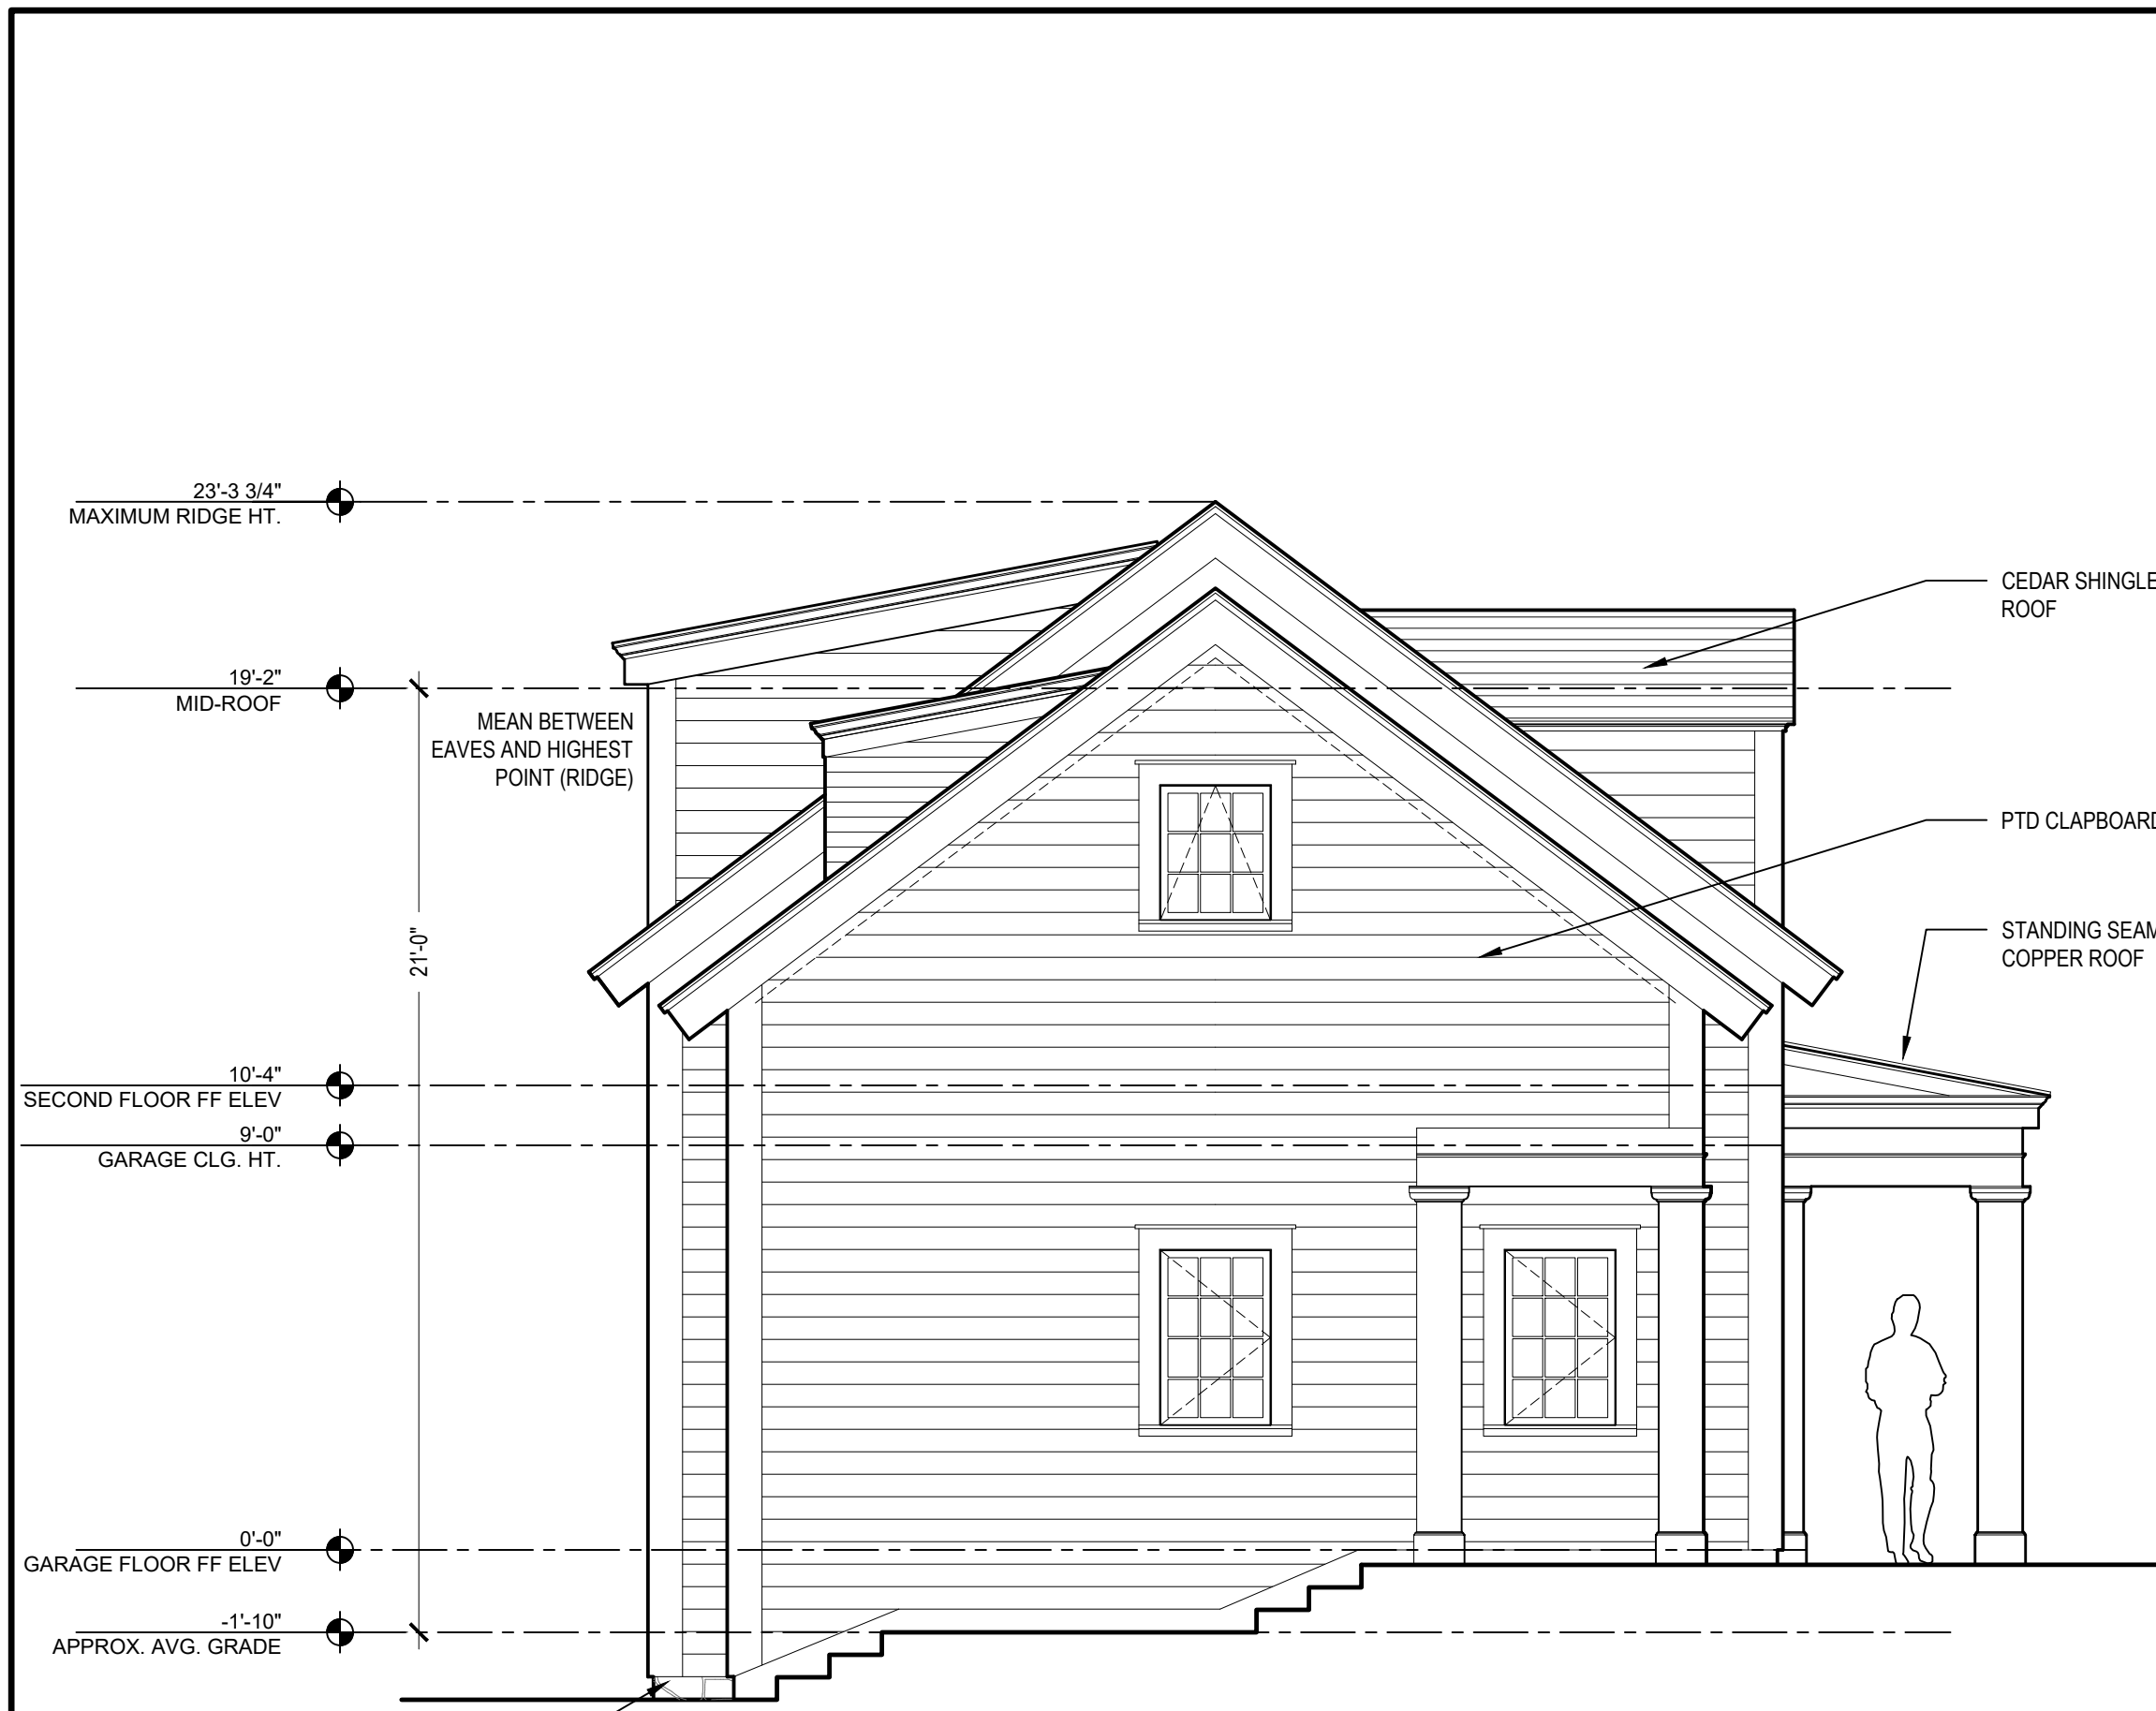 23'-3 3/4"
MAXIMUM RIDGE HT.
19'-2"
MID-ROOF
MEAN BETWEEN
EAVES AND HIGHEST
POINT (RIDGE)
21'-0"
10'-4"
SECOND FLOOR FF ELEV
9'-0"
GARAGE CLG. HT.
0'-0"
GARAGE FLOOR FF ELEV
-1'-10"
APPROX. AVG. GRADE
CEDAR SHINGLE
ROOF
PTD CLAPBOARD
STANDING SEAM
COPPER ROOF